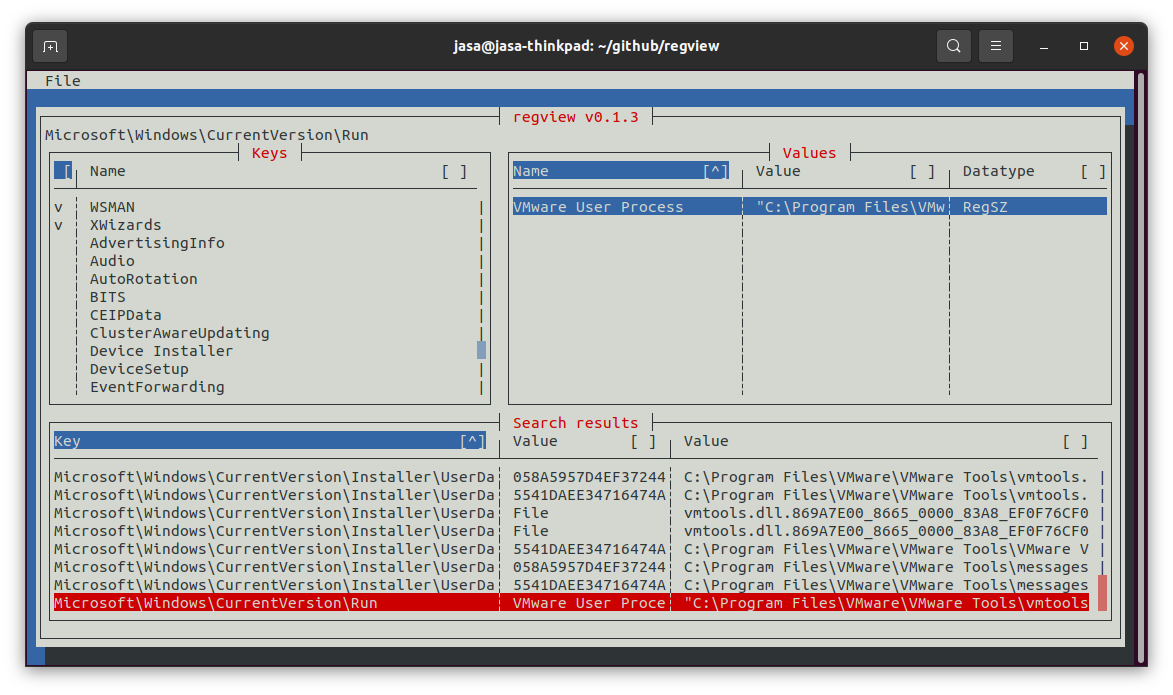 jasa@jasa-thinkpad: ~/github/regview
File
regview v0.1.3
Microsoft\Windows\CurrentVersion\Run
Keys
[ Name [ ]
v WSMAN
v XWizards
AdvertisingInfo
Audio
AutoRotation
BITS
CEIPData
ClusterAwareUpdating
Device Installer
DeviceSetup
EventForwarding
Values
Name [^] Value [ ] Datatype [ ]
VMware User Process "C:\Program Files\VMw RegSZ
Search results
Key [^] Value [ ] Value [ ]
Microsoft\Windows\CurrentVersion\Installer\UserDa 058A5957D4EF37244 C:\Program Files\VMware\VMware Tools\vmtools.
Microsoft\Windows\CurrentVersion\Installer\UserDa 5541DAEE34716474A C:\Program Files\VMware\VMware Tools\vmtools.
Microsoft\Windows\CurrentVersion\Installer\UserDa File vmtools.dll.869A7E00_8665_0000_83A8_EF0F76CF0
Microsoft\Windows\CurrentVersion\Installer\UserDa File vmtools.dll.869A7E00_8665_0000_83A8_EF0F76CF0
Microsoft\Windows\CurrentVersion\Installer\UserDa 5541DAEE34716474A C:\Program Files\VMware\VMware Tools\VMware V
Microsoft\Windows\CurrentVersion\Installer\UserDa 058A5957D4EF37244 C:\Program Files\VMware\VMware Tools\messages
Microsoft\Windows\CurrentVersion\Installer\UserDa 5541DAEE34716474A C:\Program Files\VMware\VMware Tools\messages
Microsoft\Windows\CurrentVersion\Run VMware User Proce "C:\Program Files\VMware\VMware Tools\vmtools